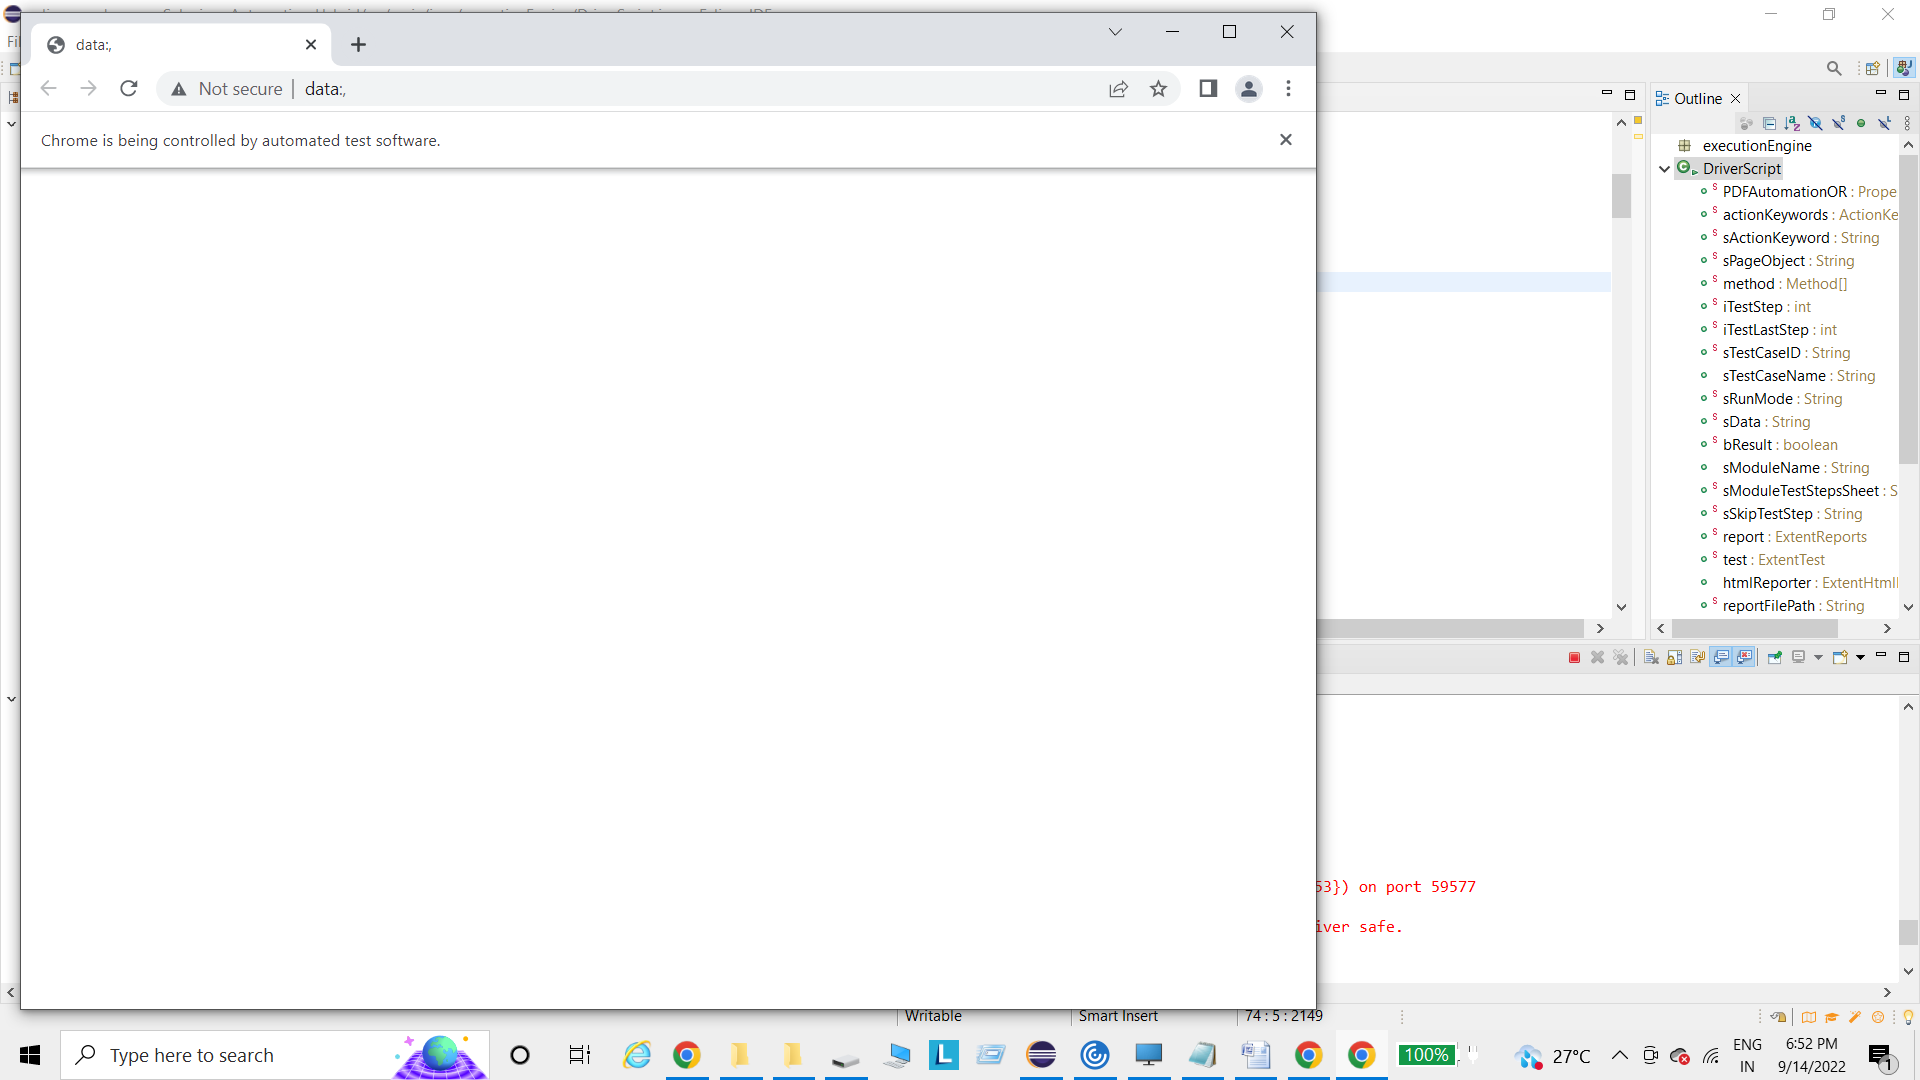 data:,
Not secure
data:,
Chrome is being controlled by automated test software.
Outline
executionEngine
DriverScript
PDFAutomationOR : Prope
actionKeywords : ActionKe
sActionKeyword : String
sPageObject : String
method : Method[]
iTestStep : int
iTestLastStep : int
sTestCaseID : String
sTestCaseName : String
sRunMode : String
sData : String
bResult : boolean
sModuleName : String
sModuleTestStepsSheet : S
sSkipTestStep : String
report : ExtentReports
test : ExtentTest
htmlReporter : ExtentHtml
reportFilePath : String
53}) on port 59577
iver safe.
Writable
Smart Insert
74 : 5 : 2149
Type here to search
100%
27°C
ENG
IN
6:52 PM
9/14/2022
1